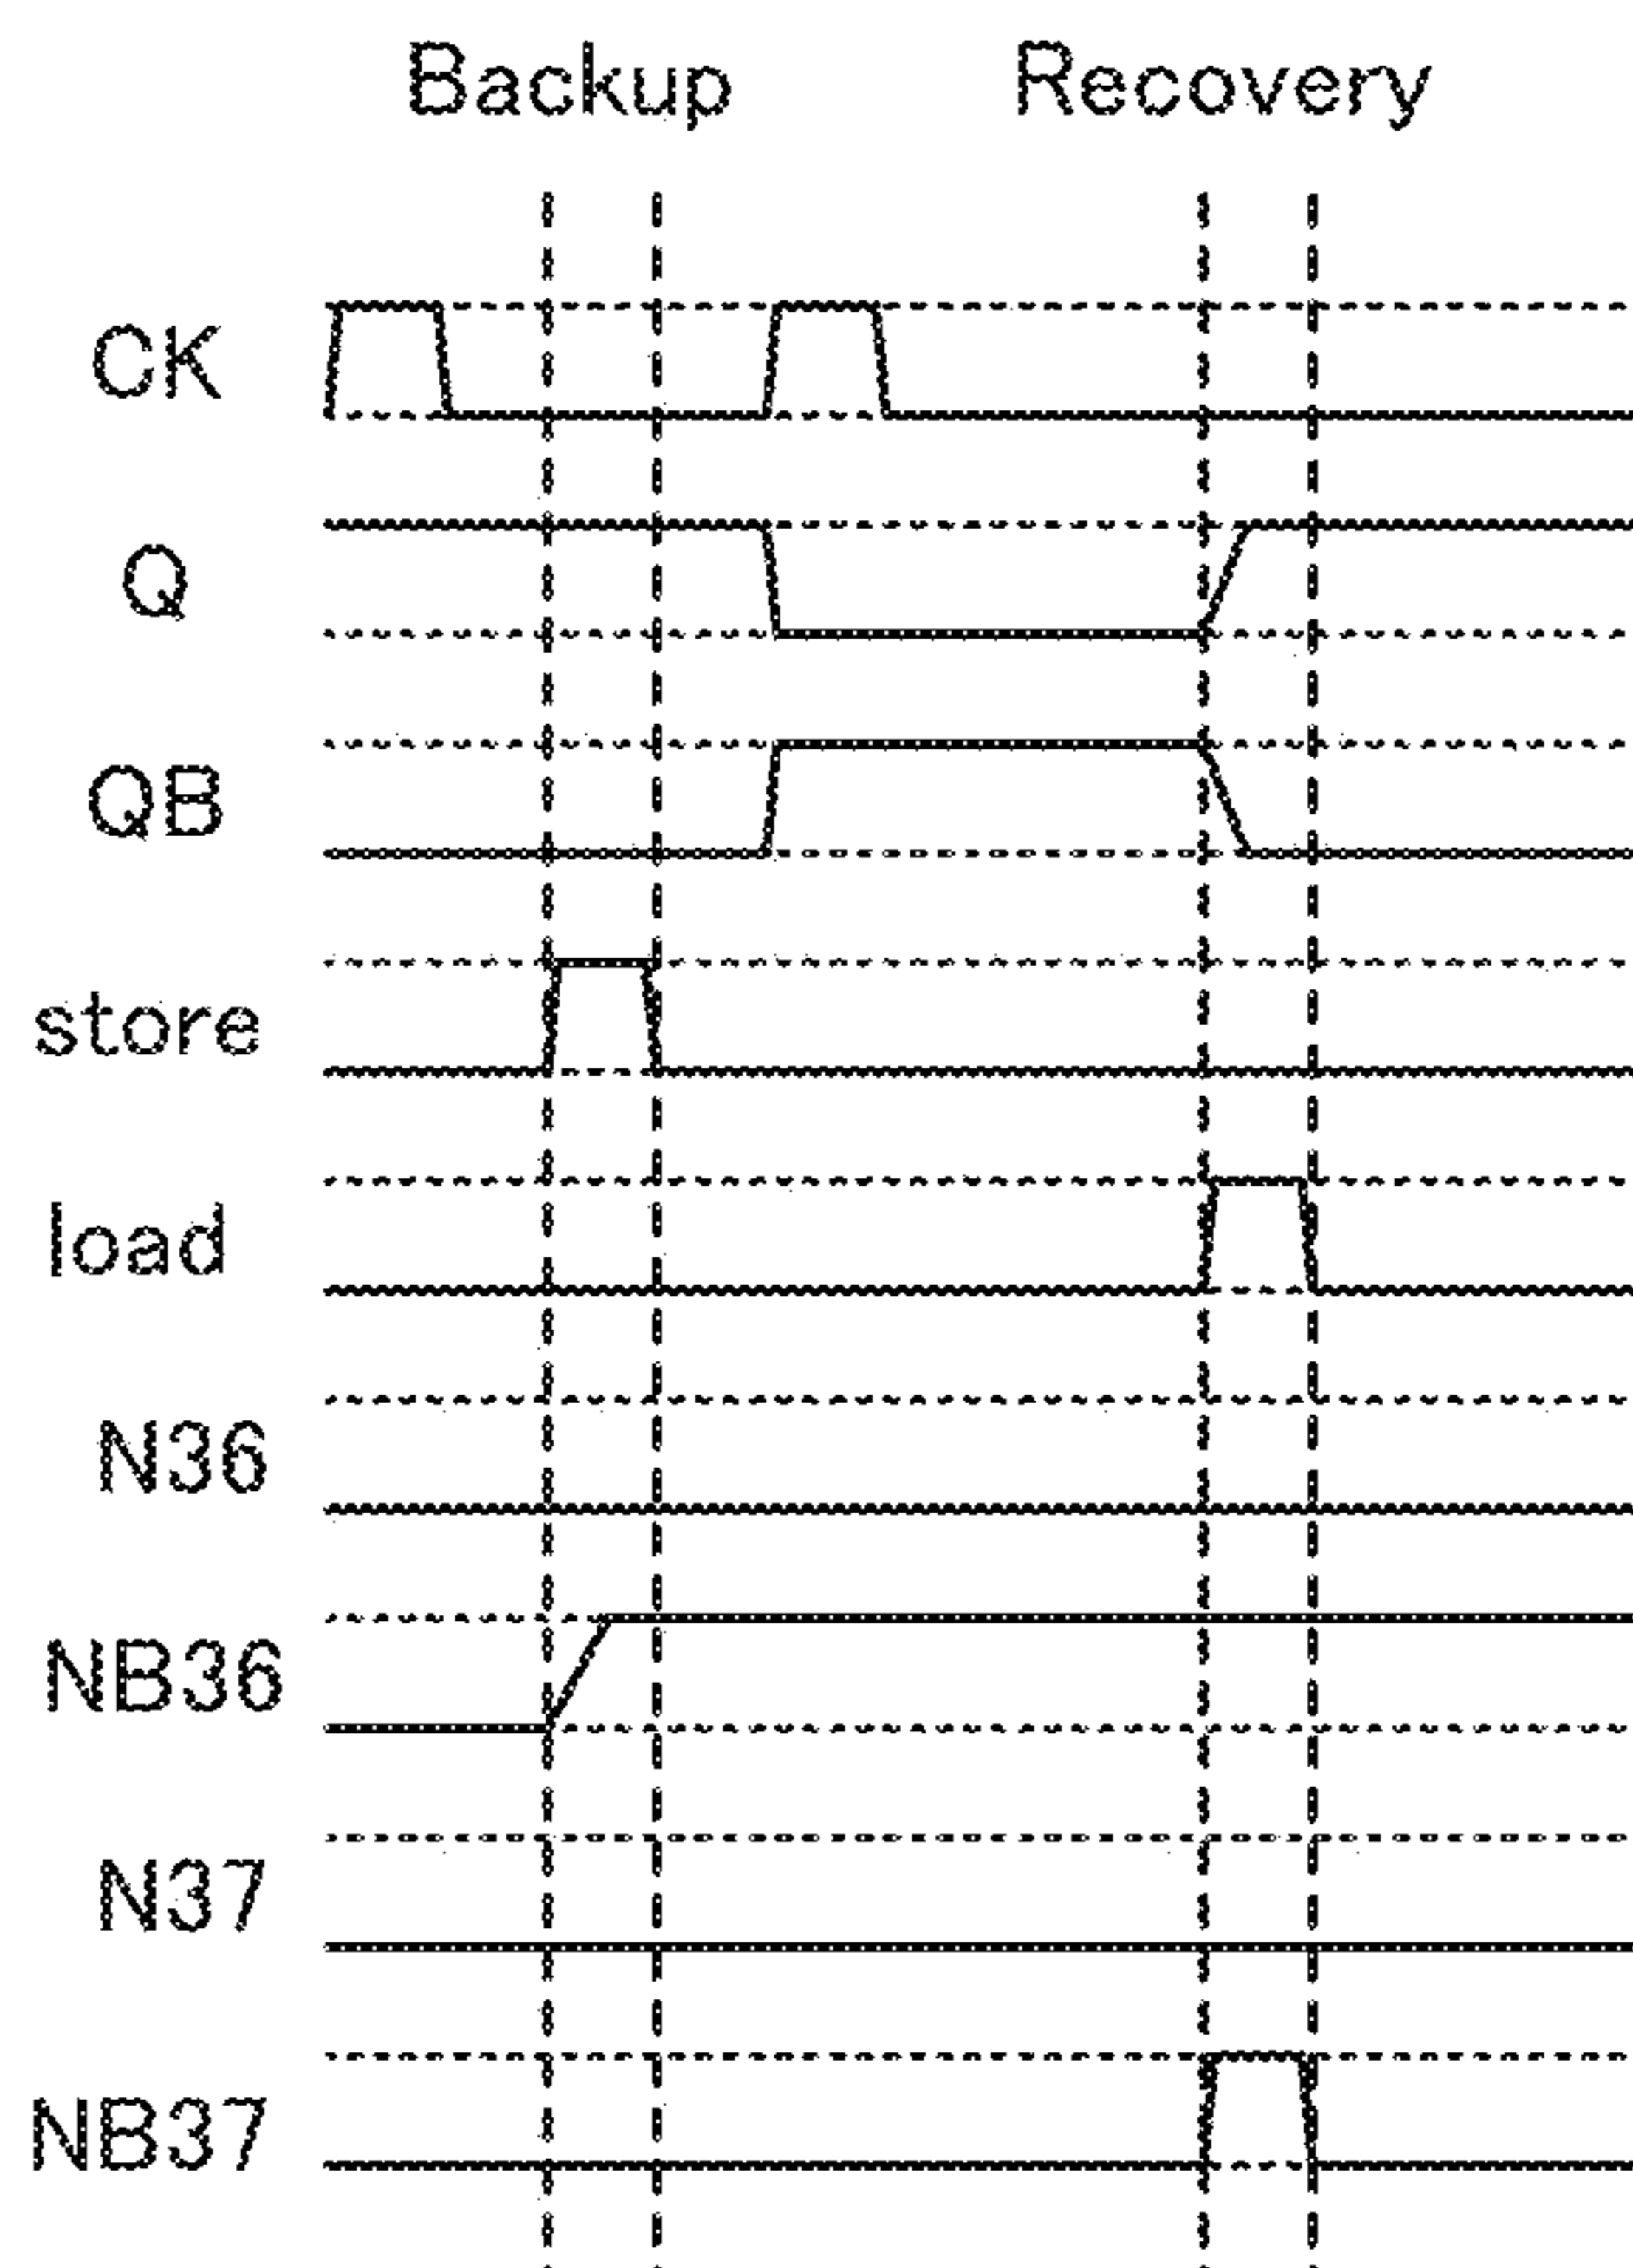 Backup Recovery
CK
Q
QB
store
load
N36
NB36
N37
NB37